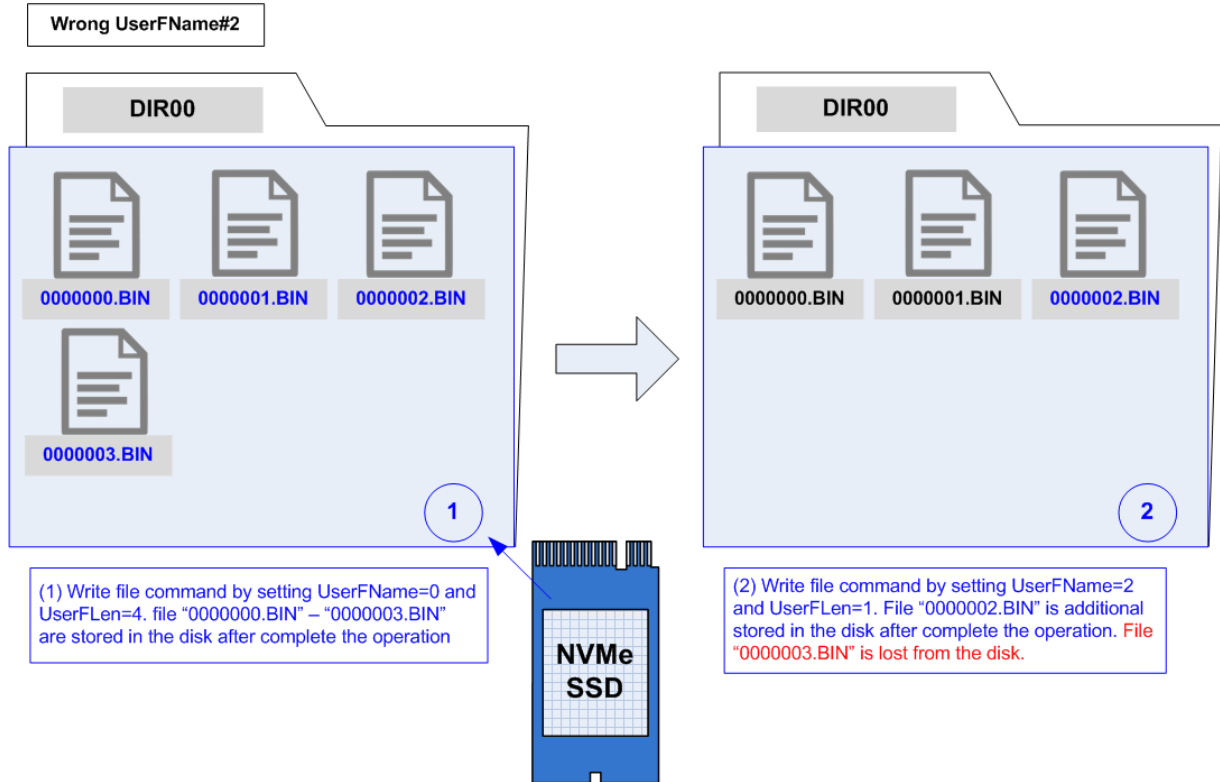 Wrong UserFName#2
DIR00
0000000.BIN
0000001.BIN
0000002.BIN
0000003.BIN
1
(1) Write file command by setting UserFName=0 and
UserFLen=4. file “0000000.BIN” – “0000003.BIN”
are stored in the disk after complete the operation
NVMe
SSD
DIR00
0000000.BIN
0000001.BIN
0000002.BIN
2
(2) Write file command by setting UserFName=2
and UserFLen=1. File “0000002.BIN” is additional
stored in the disk after complete the operation. File
“0000003.BIN” is lost from the disk.